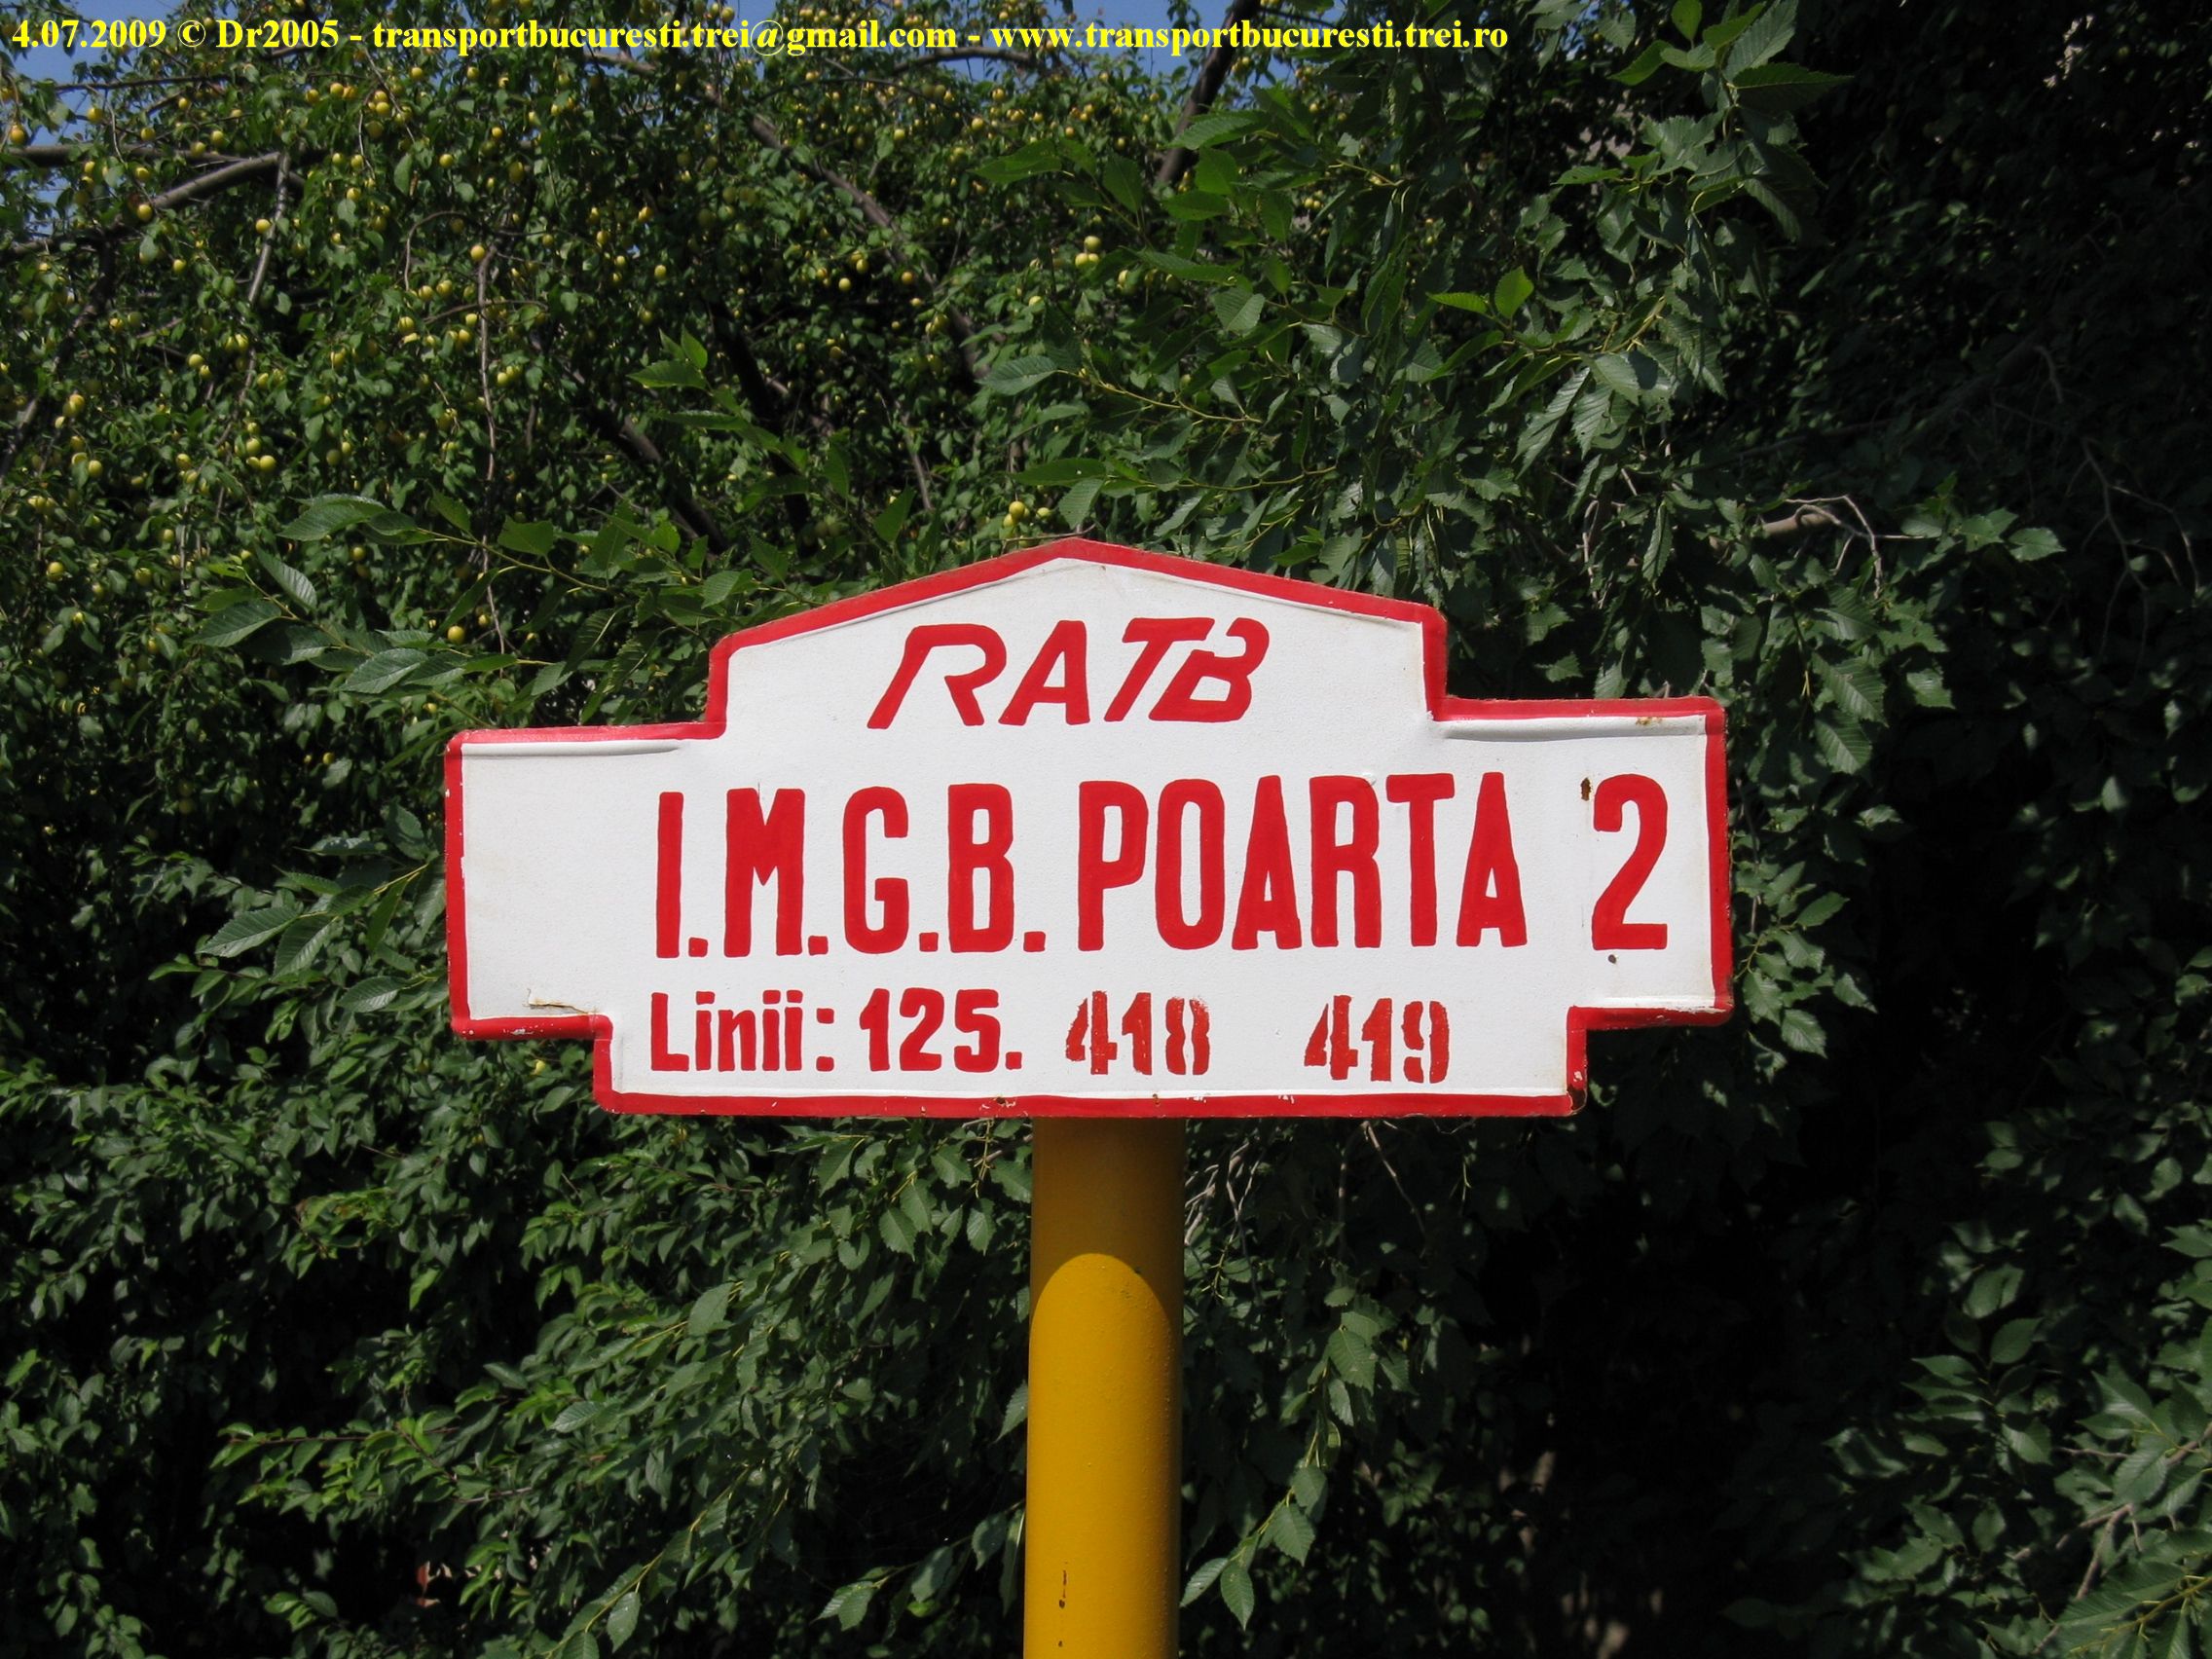 4.07.2009 © Dr2005 - transportbucuresti.trei@gmail.com - www.transportbucuresti.trei.ro
RATB
I.M.G.B. POARTA 2
Linii: 125. 418 419